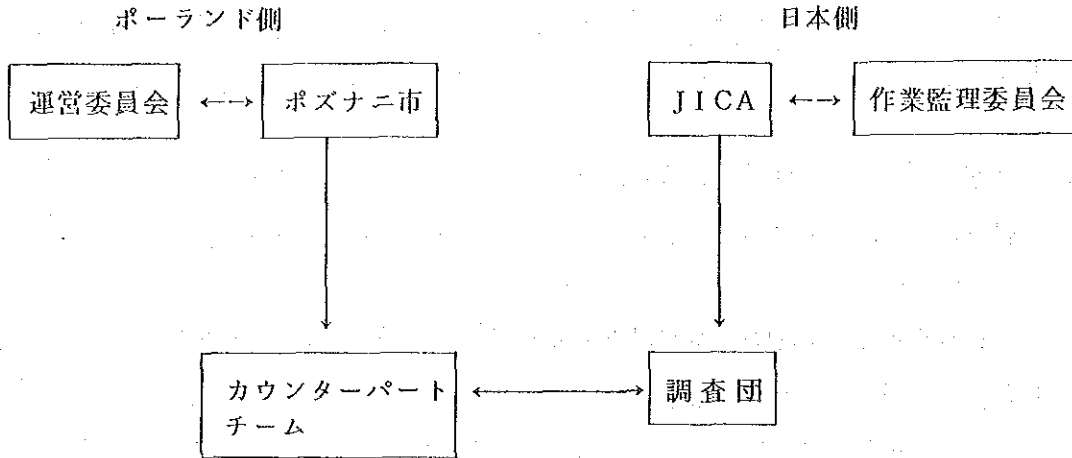 ポーランド側
日本側
運営委員会 ←→ ポズナニ市
JICA ←→ 作業監理委員会
カウンターパート
チーム
調査団